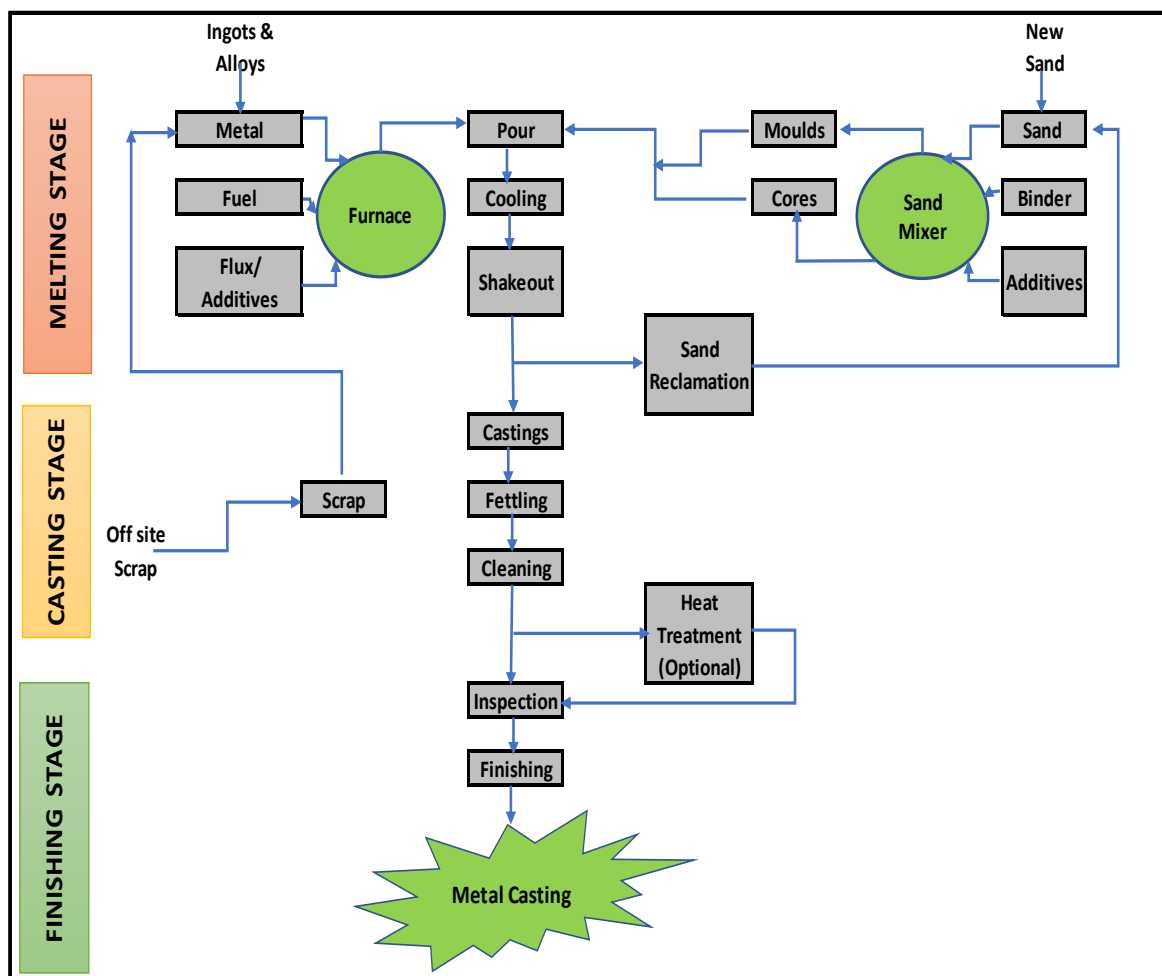 Ingots &
Alloys
New
Sand
MELTING STAGE
Metal
Pour
Moulds
Sand
Fuel
Furnace
Cooling
Cores
Sand
Mixer
Binder
Flux/
Additives
Shakeout
Additives
Sand
Reclamation
CASTING STAGE
Castings
Scrap
Fettling
Off site
Scrap
Cleaning
Heat
Treatment
(Optional)
FINISHING STAGE
Inspection
Finishing
Metal Casting